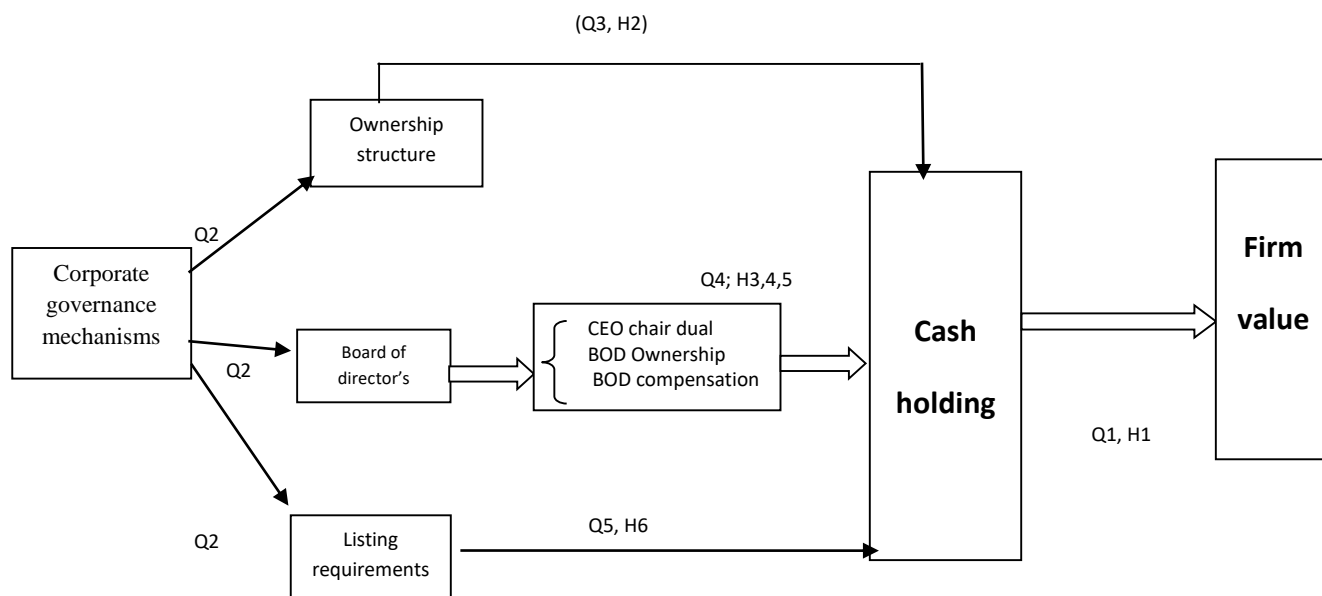 (Q3, H2)
Ownership
structure
Q2
Corporate
governance
mechanisms
Q2
Board of
director’s
Q4; H3,4,5
CEO chair dual
BOD Ownership
BOD compensation
Cash
holding
Firm
value
Q1, H1
Q2
Listing
requirements
Q5, H6